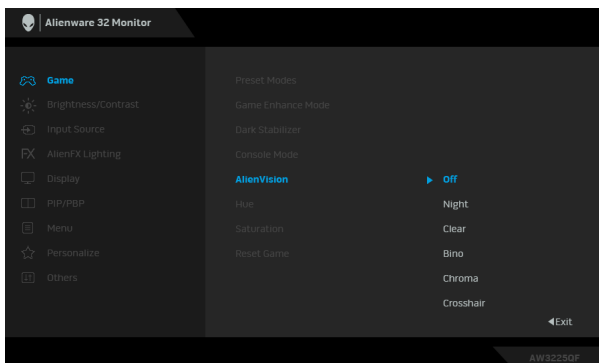 Alienware 32 Monitor
Game
Brightness/Contrast
Input Source
FX AlienFX Lighting
Display
PIP/PBP
Menu
Personalize
Others
Preset Modes
Game Enhance Mode
Dark Stabilizer
Console Mode
AlienVision
Hue
Saturation
Reset Game
Off
Night
Clear
Bino
Chroma
Crosshair
Exit
AW3225QF